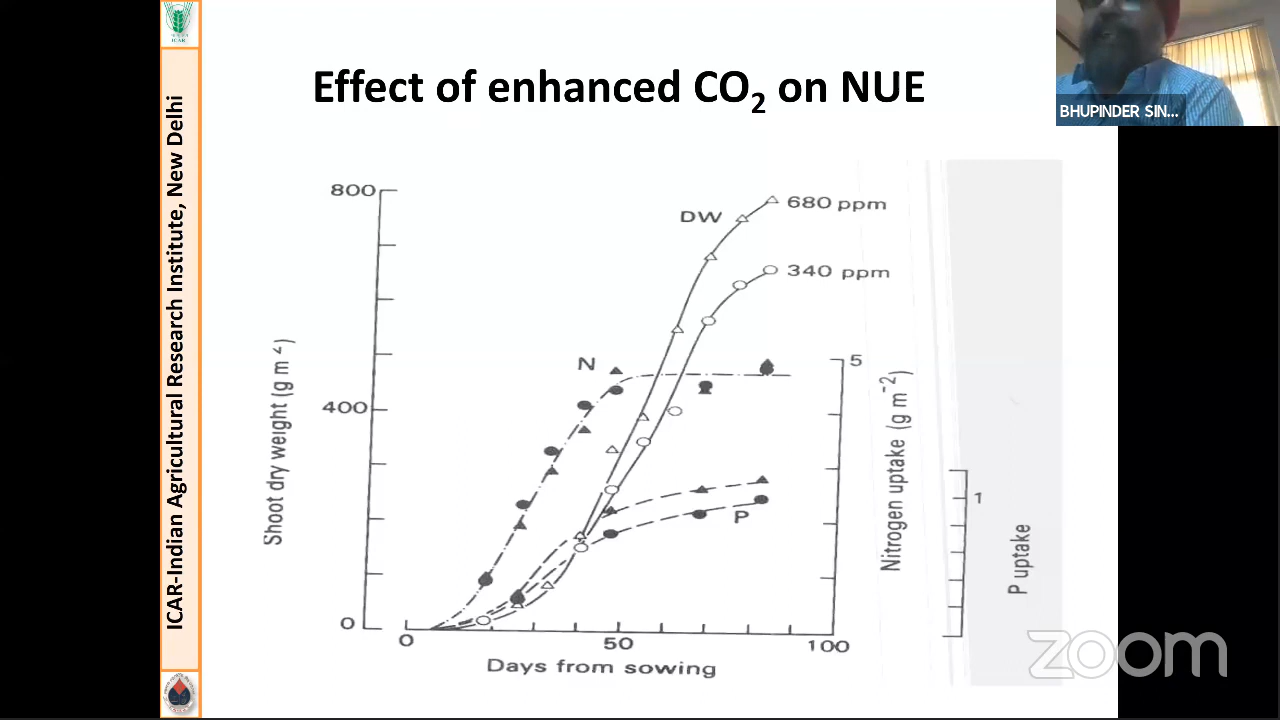 ICAR
ICAR-Indian Agricultural Research Institute, New Delhi
Effect of enhanced CO₂ on NUE
BHUPINDER SIN...
800
400
0
Shoot dry weight (g m⁻²)
DW
680 ppm
340 ppm
N
P
5
Nitrogen uptake (g m⁻²)
1
P uptake
0
50
100
Days from sowing
zoom